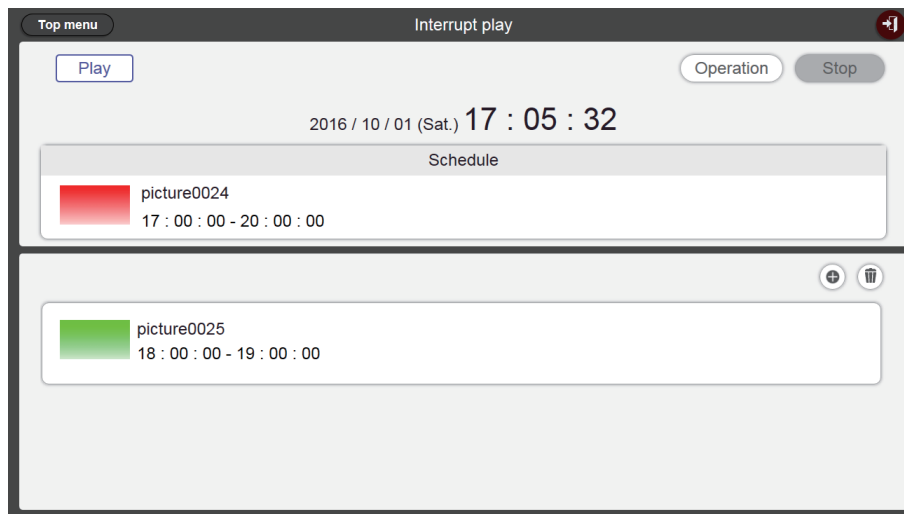 Top menu
Interrupt play
Play
Operation
Stop
2016 / 10 / 01 (Sat.) 17 : 05 : 32
Schedule
picture0024
17 : 00 : 00 - 20 : 00 : 00
picture0025
18 : 00 : 00 - 19 : 00 : 00